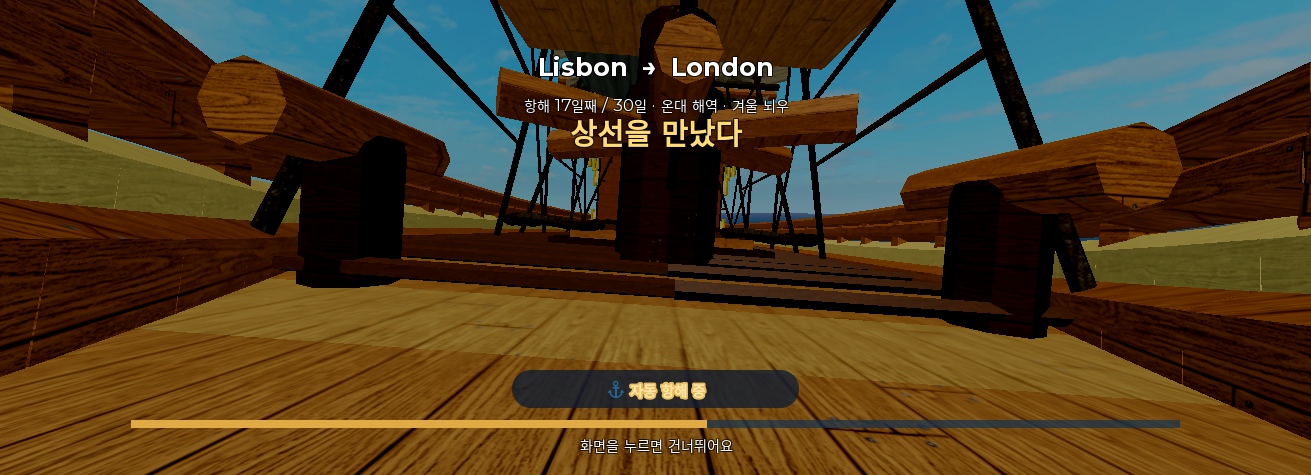 Lisbon → London
항해 17일째 / 30일 · 온대 해역 · 겨울 뇌우
상선을 만났다
⚓ 자동 항해 중
화면을 누르면 건너뛰어요